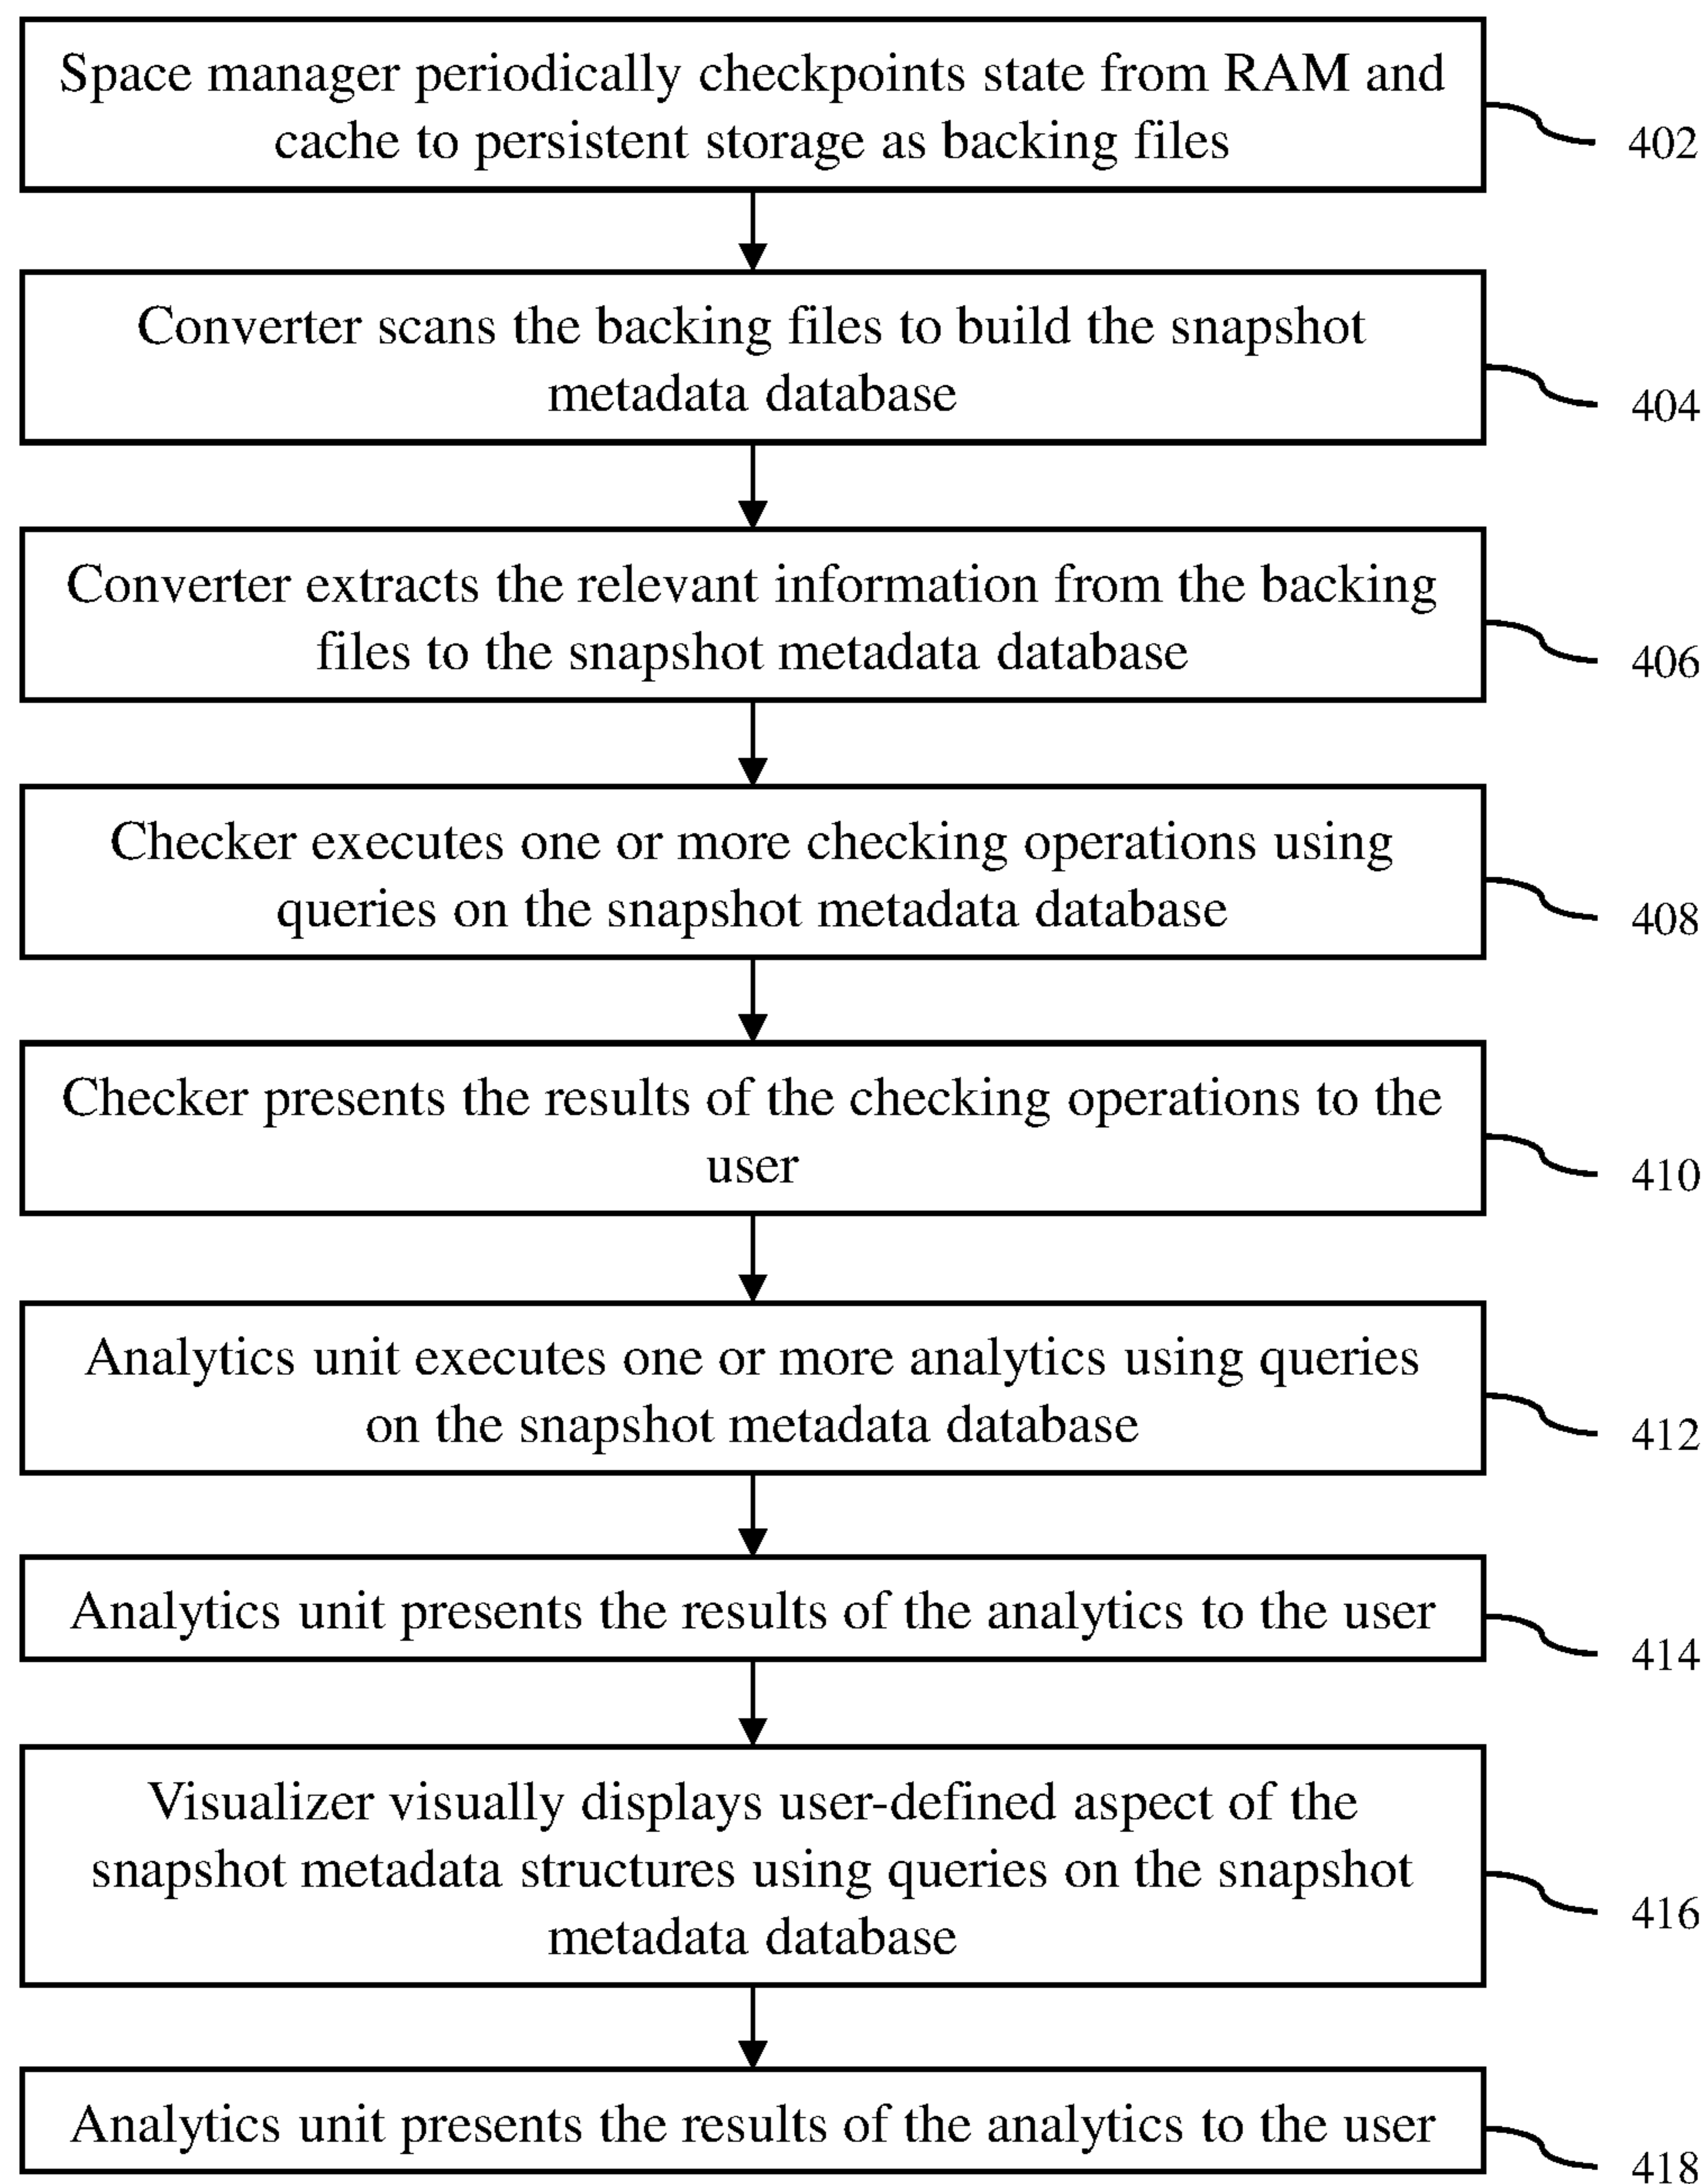 Space manager periodically checkpoints state from RAM and
cache to persistent storage as backing files
402
Converter scans the backing files to build the snapshot
metadata database
404
Converter extracts the relevant information from the backing
files to the snapshot metadata database
406
Checker executes one or more checking operations using
queries on the snapshot metadata database
408
Checker presents the results of the checking operations to the
user
410
Analytics unit executes one or more analytics using queries
on the snapshot metadata database
412
Analytics unit presents the results of the analytics to the user
414
Visualizer visually displays user-defined aspect of the
snapshot metadata structures using queries on the snapshot
metadata database
416
Analytics unit presents the results of the analytics to the user
418